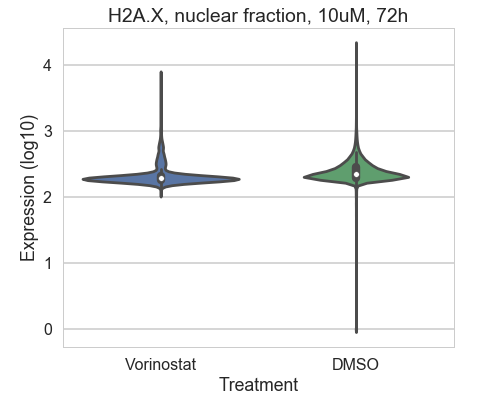 H2A.X, nuclear fraction, 10uM, 72h
Expression (log10)
4
3
2
1
0
Vorinostat
DMSO
Treatment